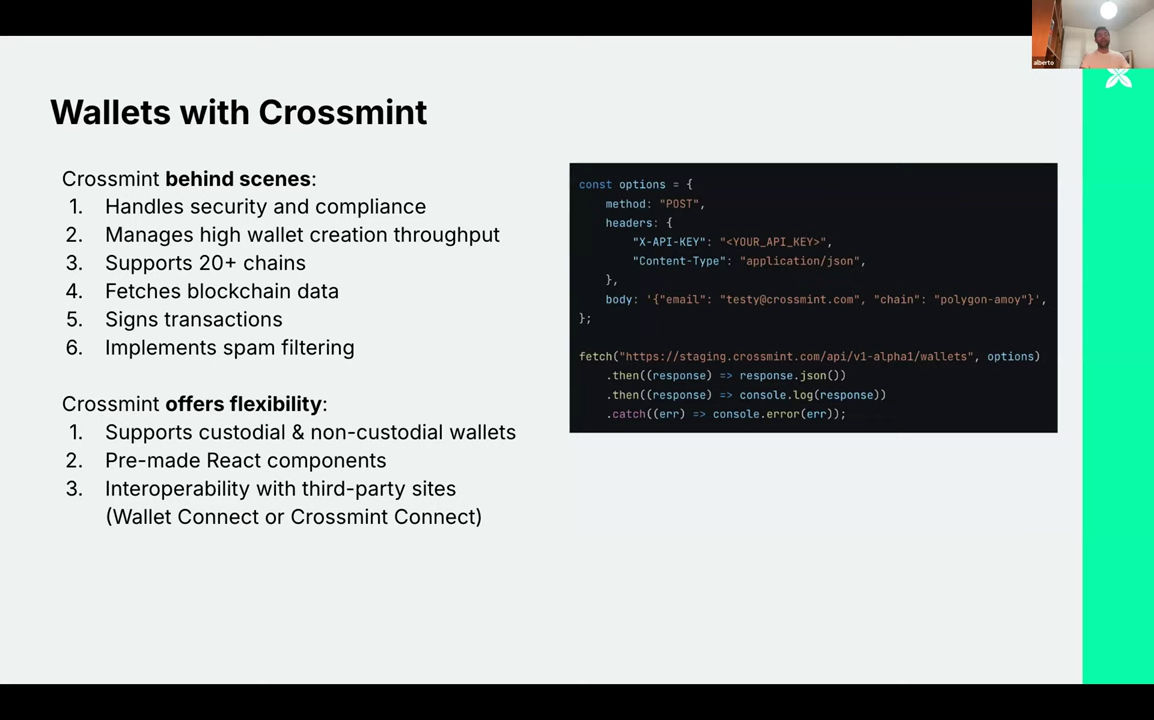 alberto
Wallets with Crossmint
Crossmint behind scenes:
1. Handles security and compliance
2. Manages high wallet creation throughput
3. Supports 20+ chains
4. Fetches blockchain data
5. Signs transactions
6. Implements spam filtering
Crossmint offers flexibility:
1. Supports custodial & non-custodial wallets
2. Pre-made React components
3. Interoperability with third-party sites
(Wallet Connect or Crossmint Connect)
const options = {
method: "POST",
headers: {
"X-API-KEY": "<YOUR_API_KEY>",
"Content-Type": "application/json",
},
body: '{"email": "testy@crossmint.com", "chain": "polygon-amoy"}',
};
fetch("https://staging.crossmint.com/api/v1-alpha1/wallets", options)
.then((response) => response.json())
.then((response) => console.log(response))
.catch((err) => console.error(err));